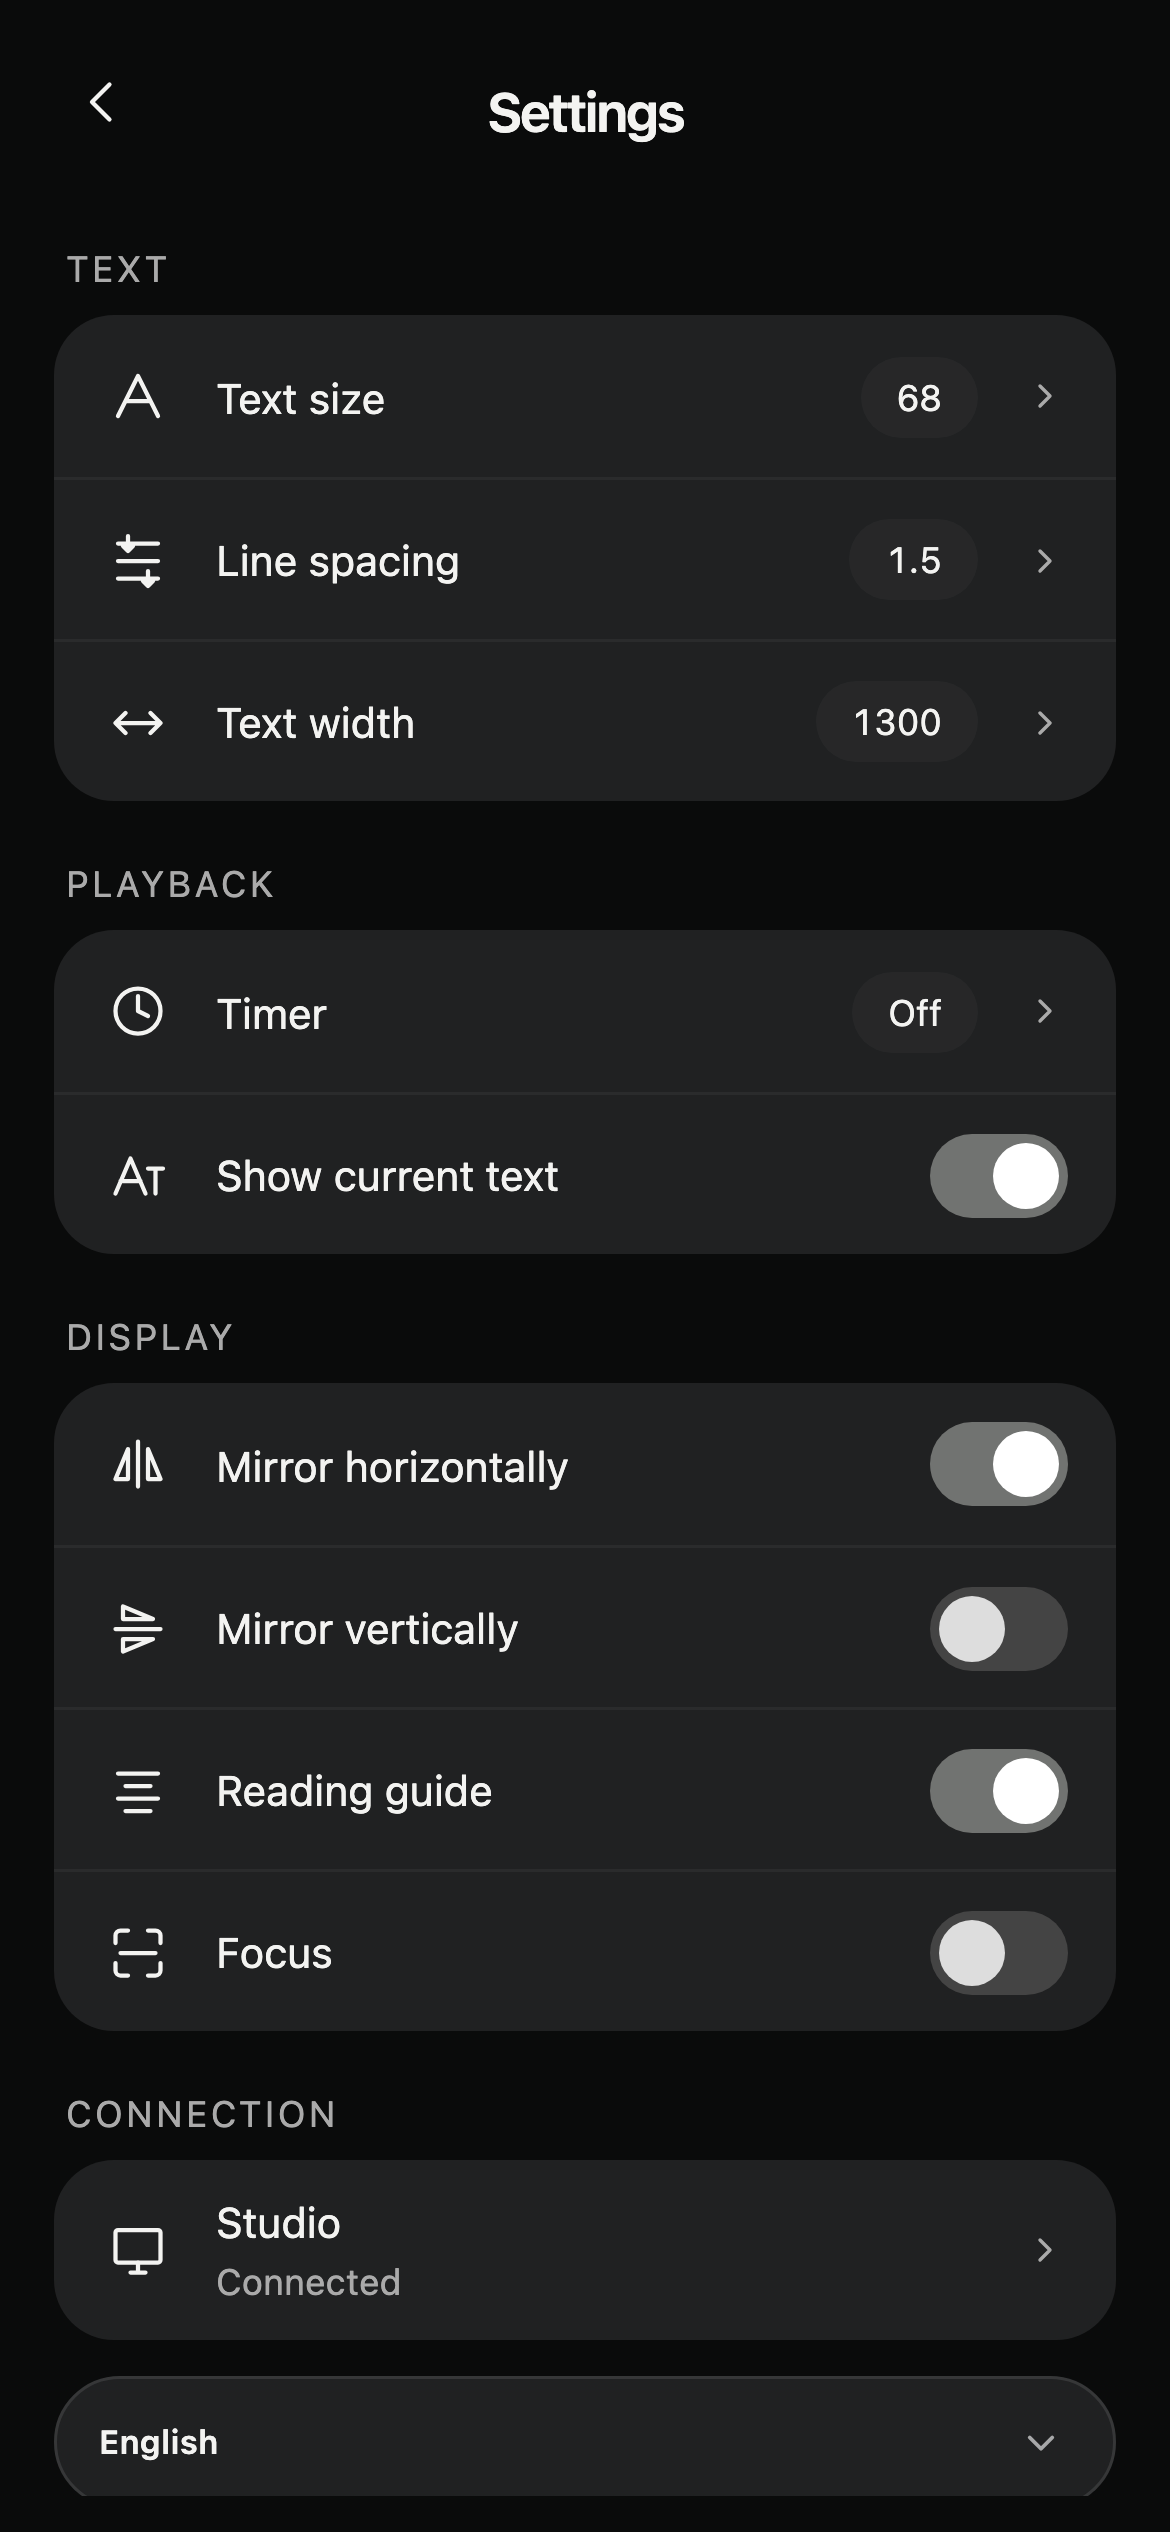 Settings
TEXT
Text size 68
Line spacing 1.5
Text width 1300
PLAYBACK
Timer Off
Show current text
DISPLAY
Mirror horizontally
Mirror vertically
Reading guide
Focus
CONNECTION
Studio
Connected
English